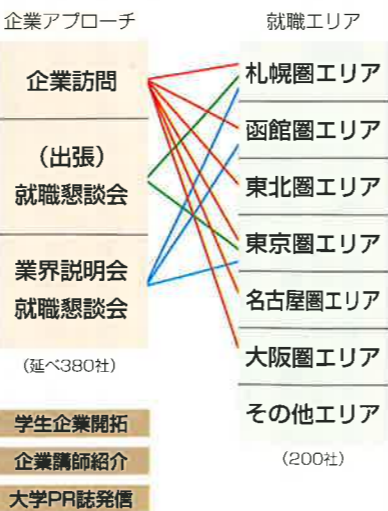 企業アプローチ
企業訪問
（出張）
就職懇談会
業界説明会
就職懇談会
（延べ380社）
学生企業開拓
企業講師紹介
大学PR誌発信
就職エリア
札幌圏エリア
函館圏エリア
東北圏エリア
東京圏エリア
名古屋圏エリア
大阪圏エリア
その他エリア
（200社）